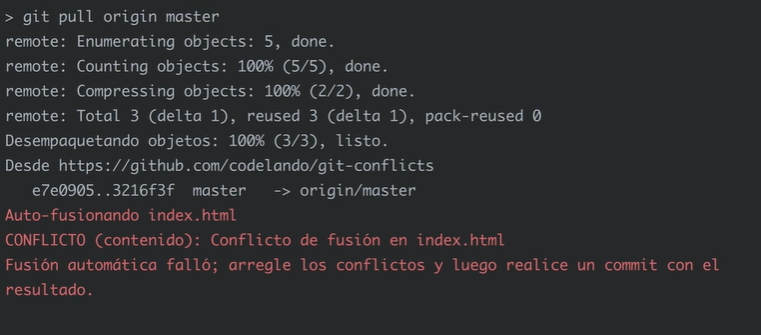 > git pull origin master
remote: Enumerating objects: 5, done.
remote: Counting objects: 100% (5/5), done.
remote: Compressing objects: 100% (2/2), done.
remote: Total 3 (delta 1), reused 3 (delta 1), pack-reused 0
Desempaquetando objetos: 100% (3/3), listo.
Desde https://github.com/codelando/git-conflicts
   e7e0905..3216f3f  master   -> origin/master
Auto-fusionando index.html
CONFLICTO (contenido): Conflicto de fusión en index.html
Fusión automática falló; arregle los conflictos y luego realice un commit con el
resultado.